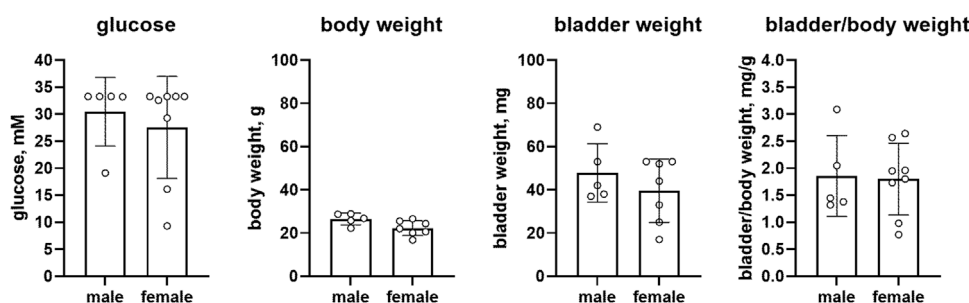 glucose
glucose, mM
40
35
30
25
20
15
10
5
0
male female
body weight
body weight, g
100
80
60
40
20
0
male female
bladder weight
bladder weight, mg
100
80
60
40
20
0
male female
bladder/body weight
bladder/body weight, mg/g
4.0
3.5
3.0
2.5
2.0
1.5
1.0
0.5
0.0
male female